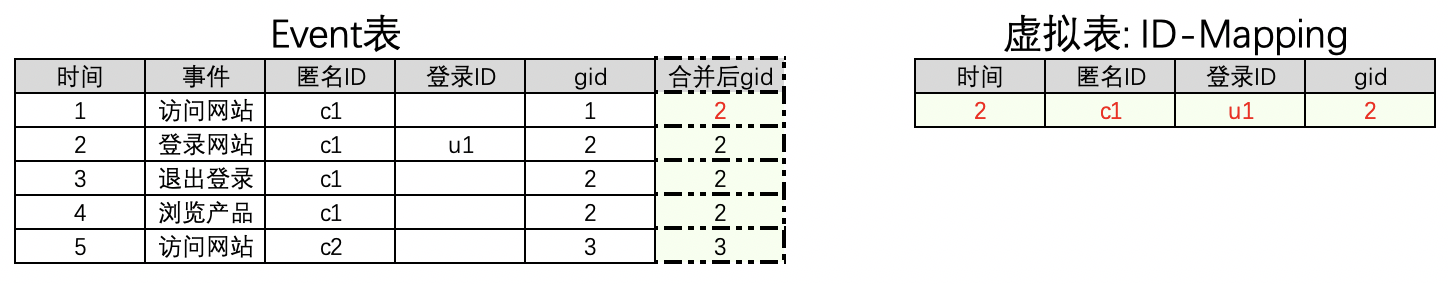 Event表
时间 事件 匿名ID 登录ID gid 合并后gid
1 访问网站 c1 1 2
2 登录网站 c1 u1 2 2
3 退出登录 c1 2 2
4 浏览产品 c1 2 2
5 访问网站 c2 3 3
虚拟表: ID-Mapping
时间 匿名ID 登录ID gid
2 c1 u1 2